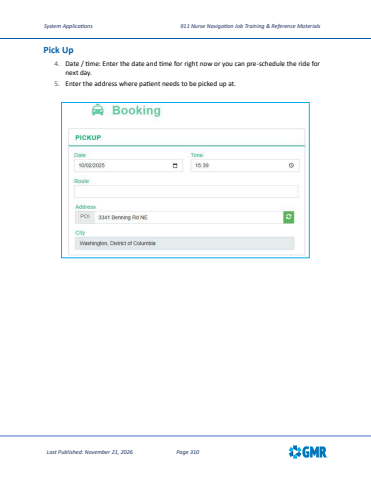 System Applications
911 Nurse Navigation Job Training & Reference Materials
Pick Up
4. Date / time: Enter the date and time for right now or you can pre-schedule the ride for
next day.
5. Enter the address where patient needs to be picked up at.
Booking
PICKUP
Date
Time
10/02/2025
15:39
Route
Address
POI
3341 Benning Rd NE
City
Washington, District of Columbia
Last Published: November 21, 2026
Page 310
GMR